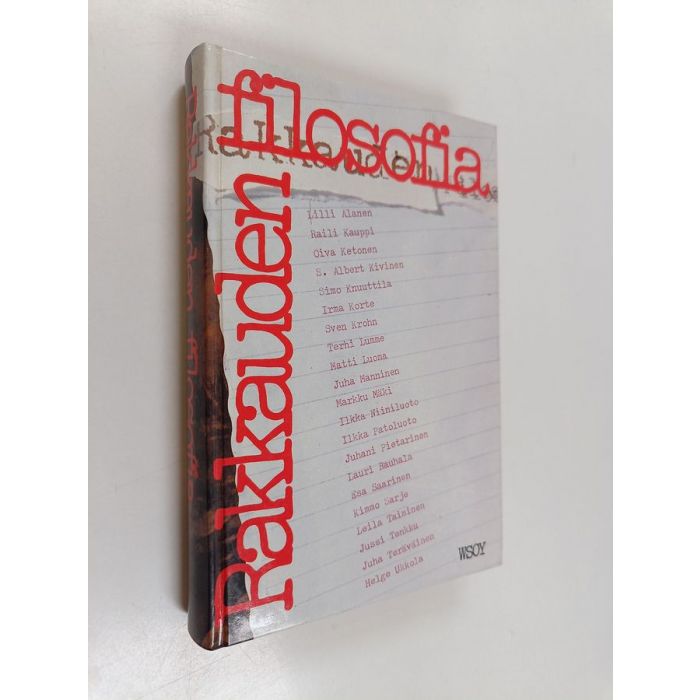 Rakkauden
filosofia
Rakkauden
Lilli Alanen
Raili Kauppi
Oiva Ketonen
S. Albert Kivinen
Simo Knuuttila
Irma Korte
Sven Krohn
Terhi Lumme
Matti Luoma
Juha Manninen
Markku Mäki
Ilkka Niiniluoto
Ilkka Patoluoto
Juhani Pietarinen
Lauri Rauhala
Esa Saarinen
Kimmo Sarje
Leila Taiminen
Jussi Tenkku
Juha Teräväinen
Helge Ukkola
WSOY